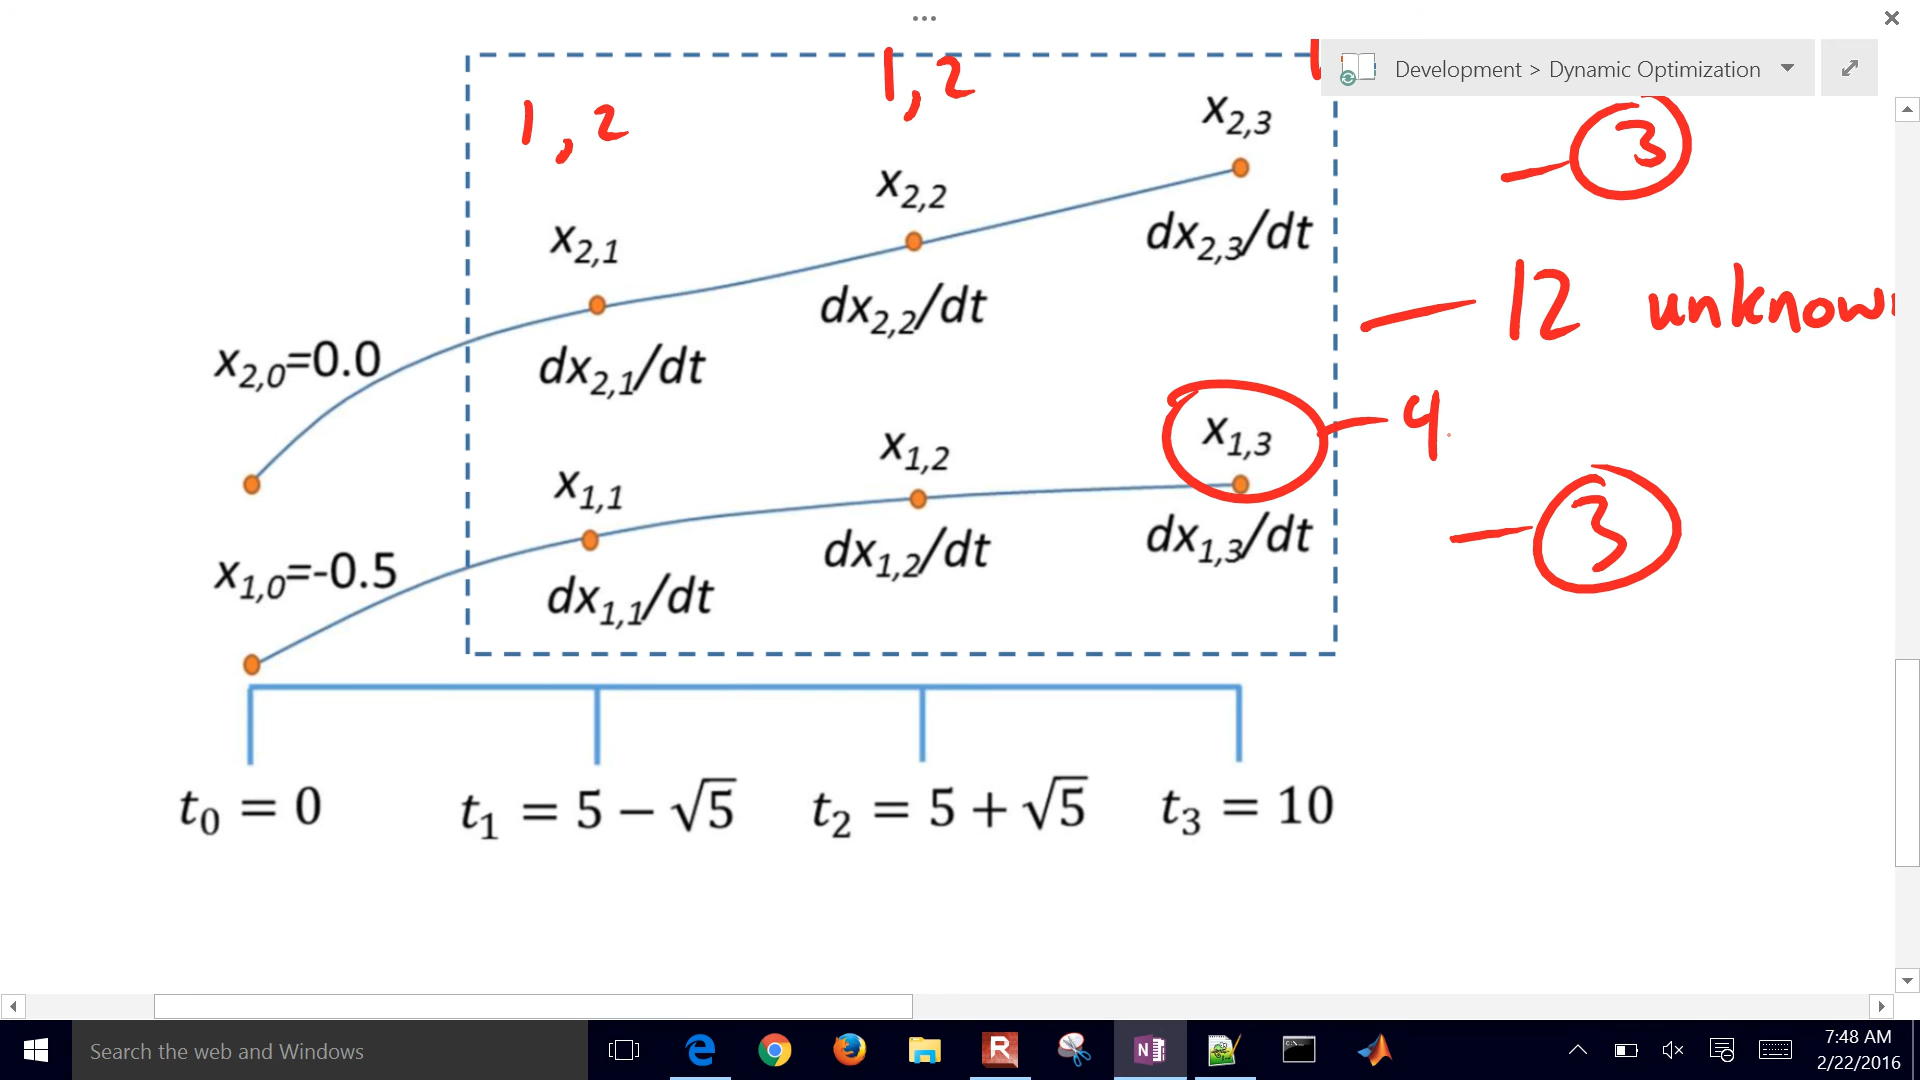 Development > Dynamic Optimization
1,2
1,2
x2,3
3
x2,2
dx2,3/dt
x2,1
dx2,2/dt
12 unknown
x2,0=0.0
dx2,1/dt
x1,3
4
x1,2
x1,1
3
dx1,3/dt
dx1,2/dt
x1,0=-0.5
dx1,1/dt
t0 = 0
t1 = 5 − √5
t2 = 5 + √5
t3 = 10
Search the web and Windows
7:48 AM
2/22/2016